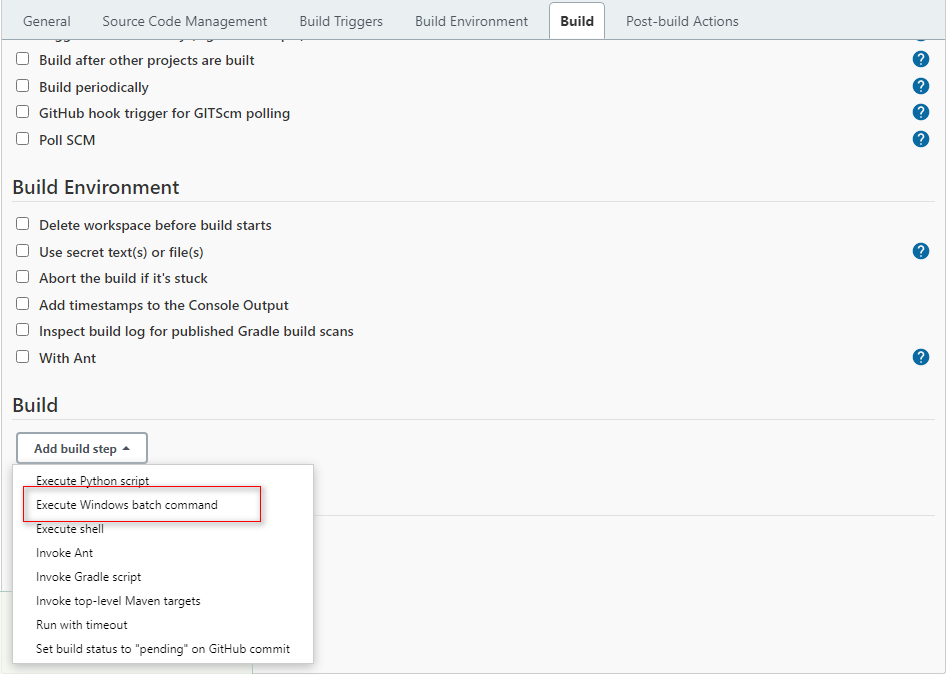 General Source Code Management Build Triggers Build Environment Build Post-build Actions
Build after other projects are built ?
Build periodically ?
GitHub hook trigger for GITScm polling ?
Poll SCM ?
Build Environment
Delete workspace before build starts
Use secret text(s) or file(s) ?
Abort the build if it's stuck
Add timestamps to the Console Output
Inspect build log for published Gradle build scans
With Ant ?
Build
Add build step
Execute Python script
Execute Windows batch command
Execute shell
Invoke Ant
Invoke Gradle script
Invoke top-level Maven targets
Run with timeout
Set build status to "pending" on GitHub commit